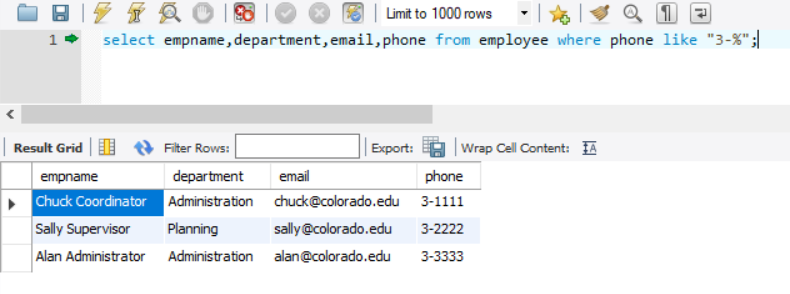 Limit to 1000 rows
1 select empname,department,email,phone from employee where phone like "3-%";
Result Grid Filter Rows: Export: Wrap Cell Content:
empname department email phone
Chuck Coordinator Administration chuck@colorado.edu 3-1111
Sally Supervisor Planning sally@colorado.edu 3-2222
Alan Administrator Administration alan@colorado.edu 3-3333